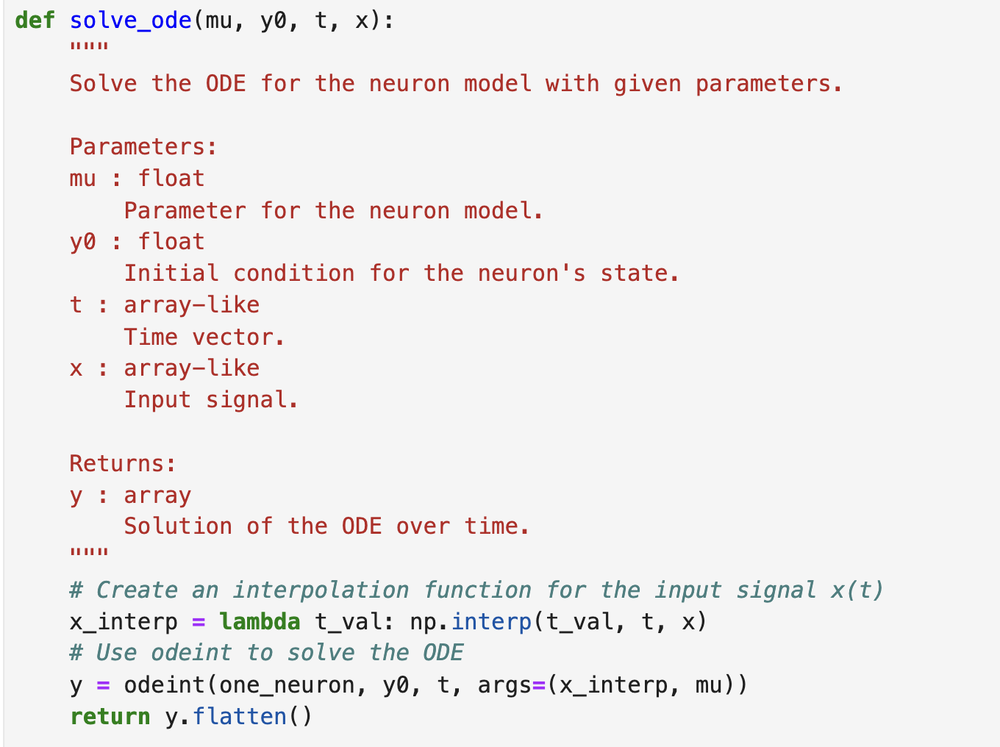 def solve_ode(mu, y0, t, x):
    """
    Solve the ODE for the neuron model with given parameters.

    Parameters:
    mu : float
        Parameter for the neuron model.
    y0 : float
        Initial condition for the neuron's state.
    t : array-like
        Time vector.
    x : array-like
        Input signal.

    Returns:
    y : array
        Solution of the ODE over time.
    """
    # Create an interpolation function for the input signal x(t)
    x_interp = lambda t_val: np.interp(t_val, t, x)
    # Use odeint to solve the ODE
    y = odeint(one_neuron, y0, t, args=(x_interp, mu))
    return y.flatten()